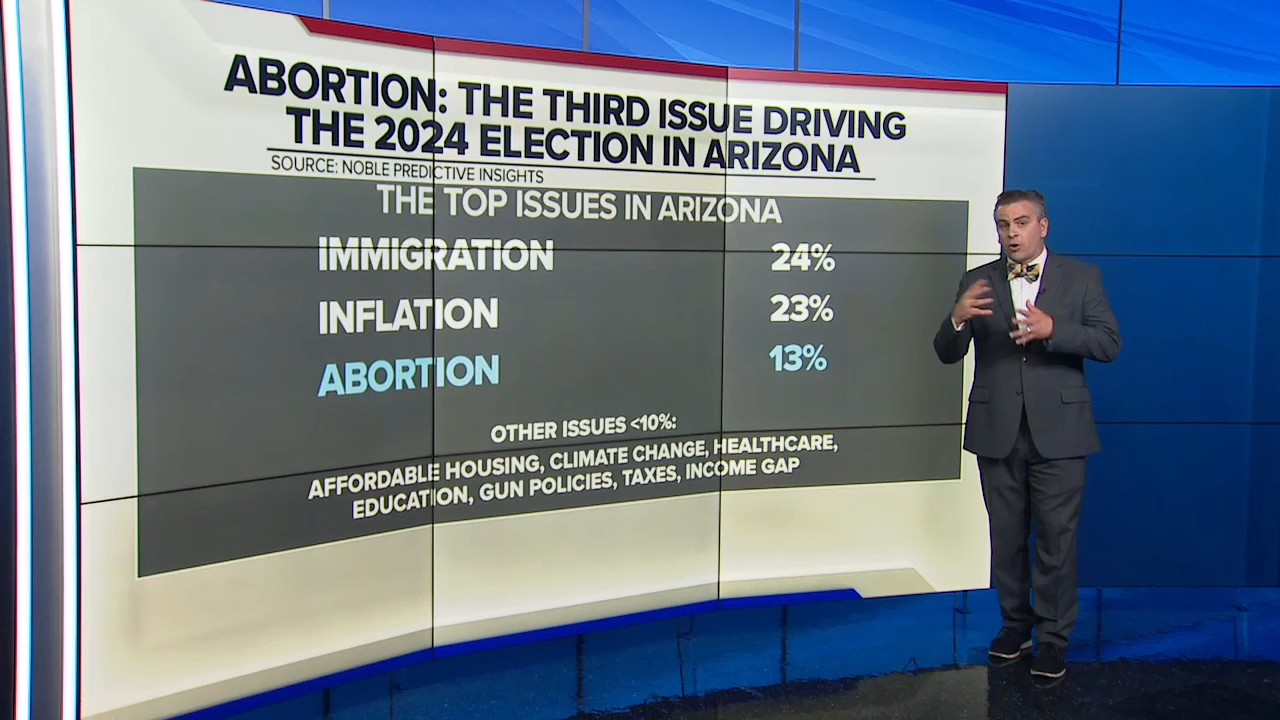 ABORTION: THE THIRD ISSUE DRIVING
THE 2024 ELECTION IN ARIZONA
SOURCE: NOBLE PREDICTIVE INSIGHTS
THE TOP ISSUES IN ARIZONA
IMMIGRATION 24%
INFLATION 23%
ABORTION 13%
OTHER ISSUES <10%:
AFFORDABLE HOUSING, CLIMATE CHANGE, HEALTHCARE,
EDUCATION, GUN POLICIES, TAXES, INCOME GAP